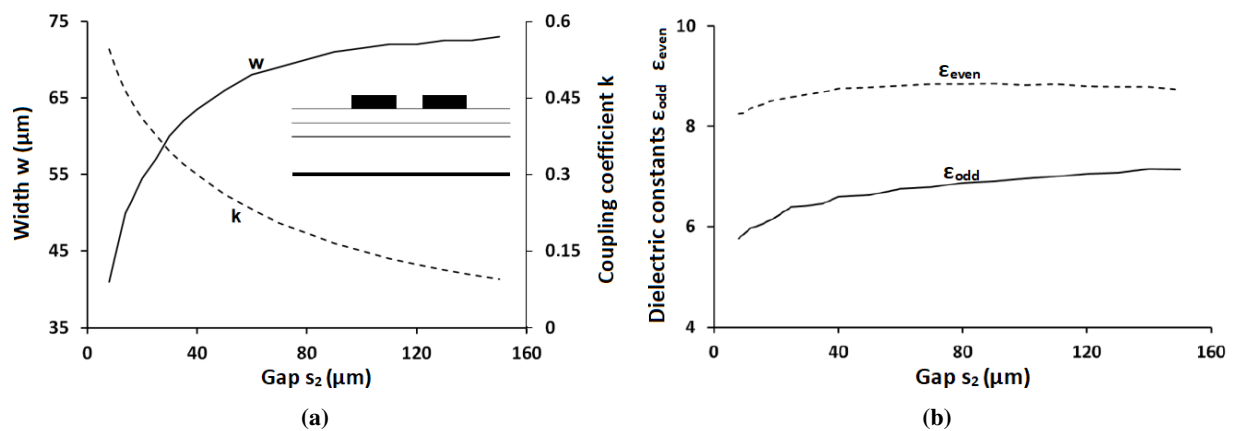 75
65
55
45
35
Width w (µm)
0.6
0.45
0.3
0.15
0
Coupling coefficient k
w
k
0 40 80 120 160
Gap s₂ (µm)
(a)
10
8
6
4
Dielectric constants εodd εeven
εeven
εodd
0 40 80 120 160
Gap s₂ (µm)
(b)